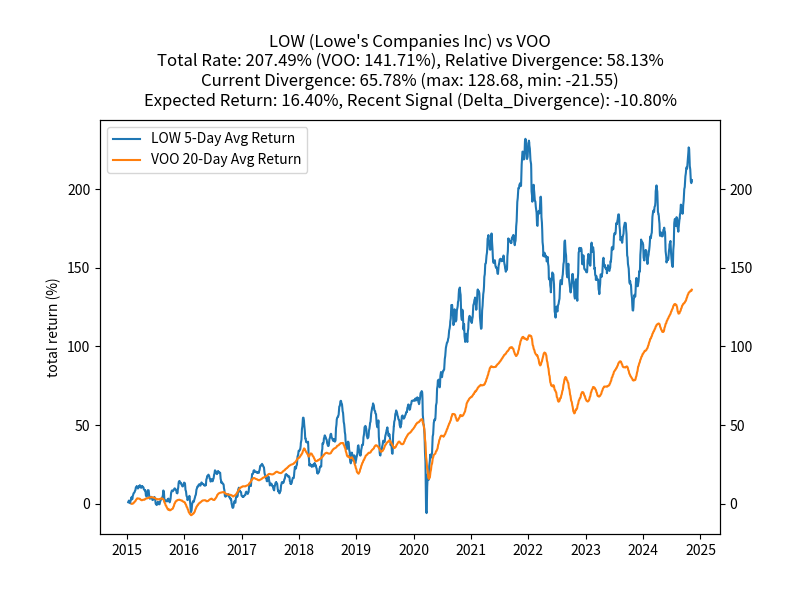 LOW (Lowe's Companies Inc) vs VOO
Total Rate: 207.49% (VOO: 141.71%), Relative Divergence: 58.13%
Current Divergence: 65.78% (max: 128.68, min: -21.55)
Expected Return: 16.40%, Recent Signal (Delta_Divergence): -10.80%
LOW 5-Day Avg Return
VOO 20-Day Avg Return
total return (%)
200
150
100
50
0
200
150
100
50
0
2015 2016 2017 2018 2019 2020 2021 2022 2023 2024 2025